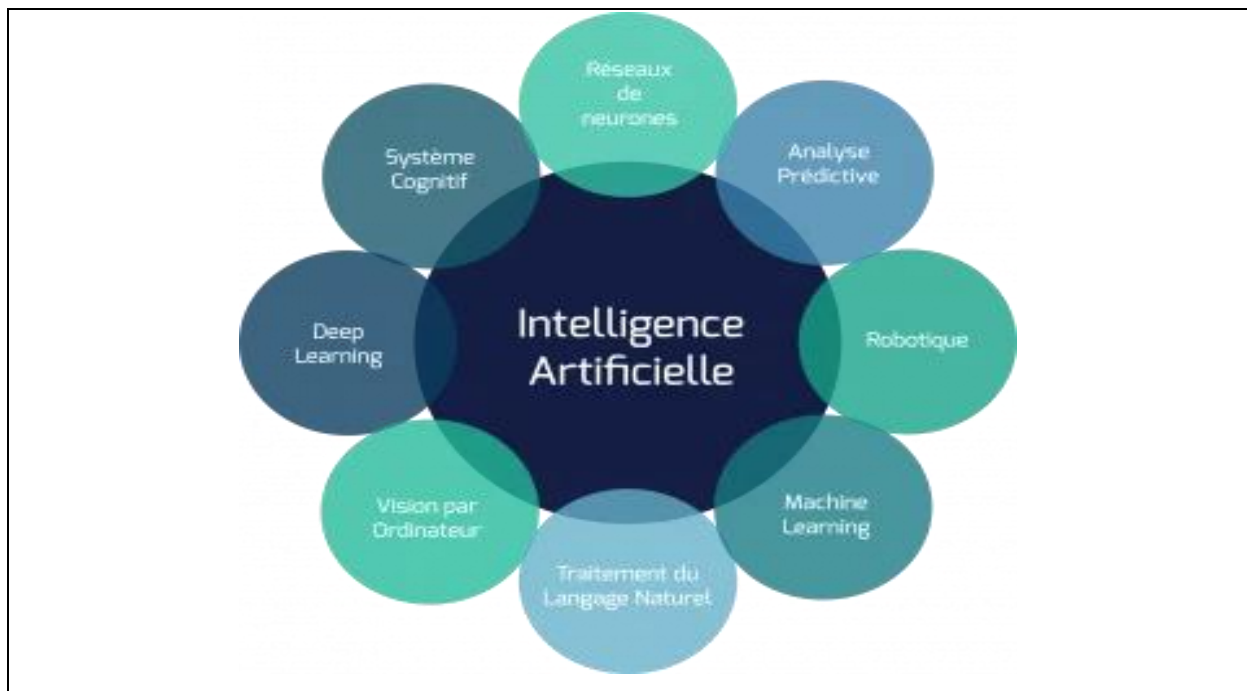 Réseaux
de
neurones
Analyse
Prédictive
Robotique
Machine
Learning
Traitement du
Langage Naturel
Vision par
Ordinateur
Deep
Learning
Système
Cognitif
Intelligence
Artificielle